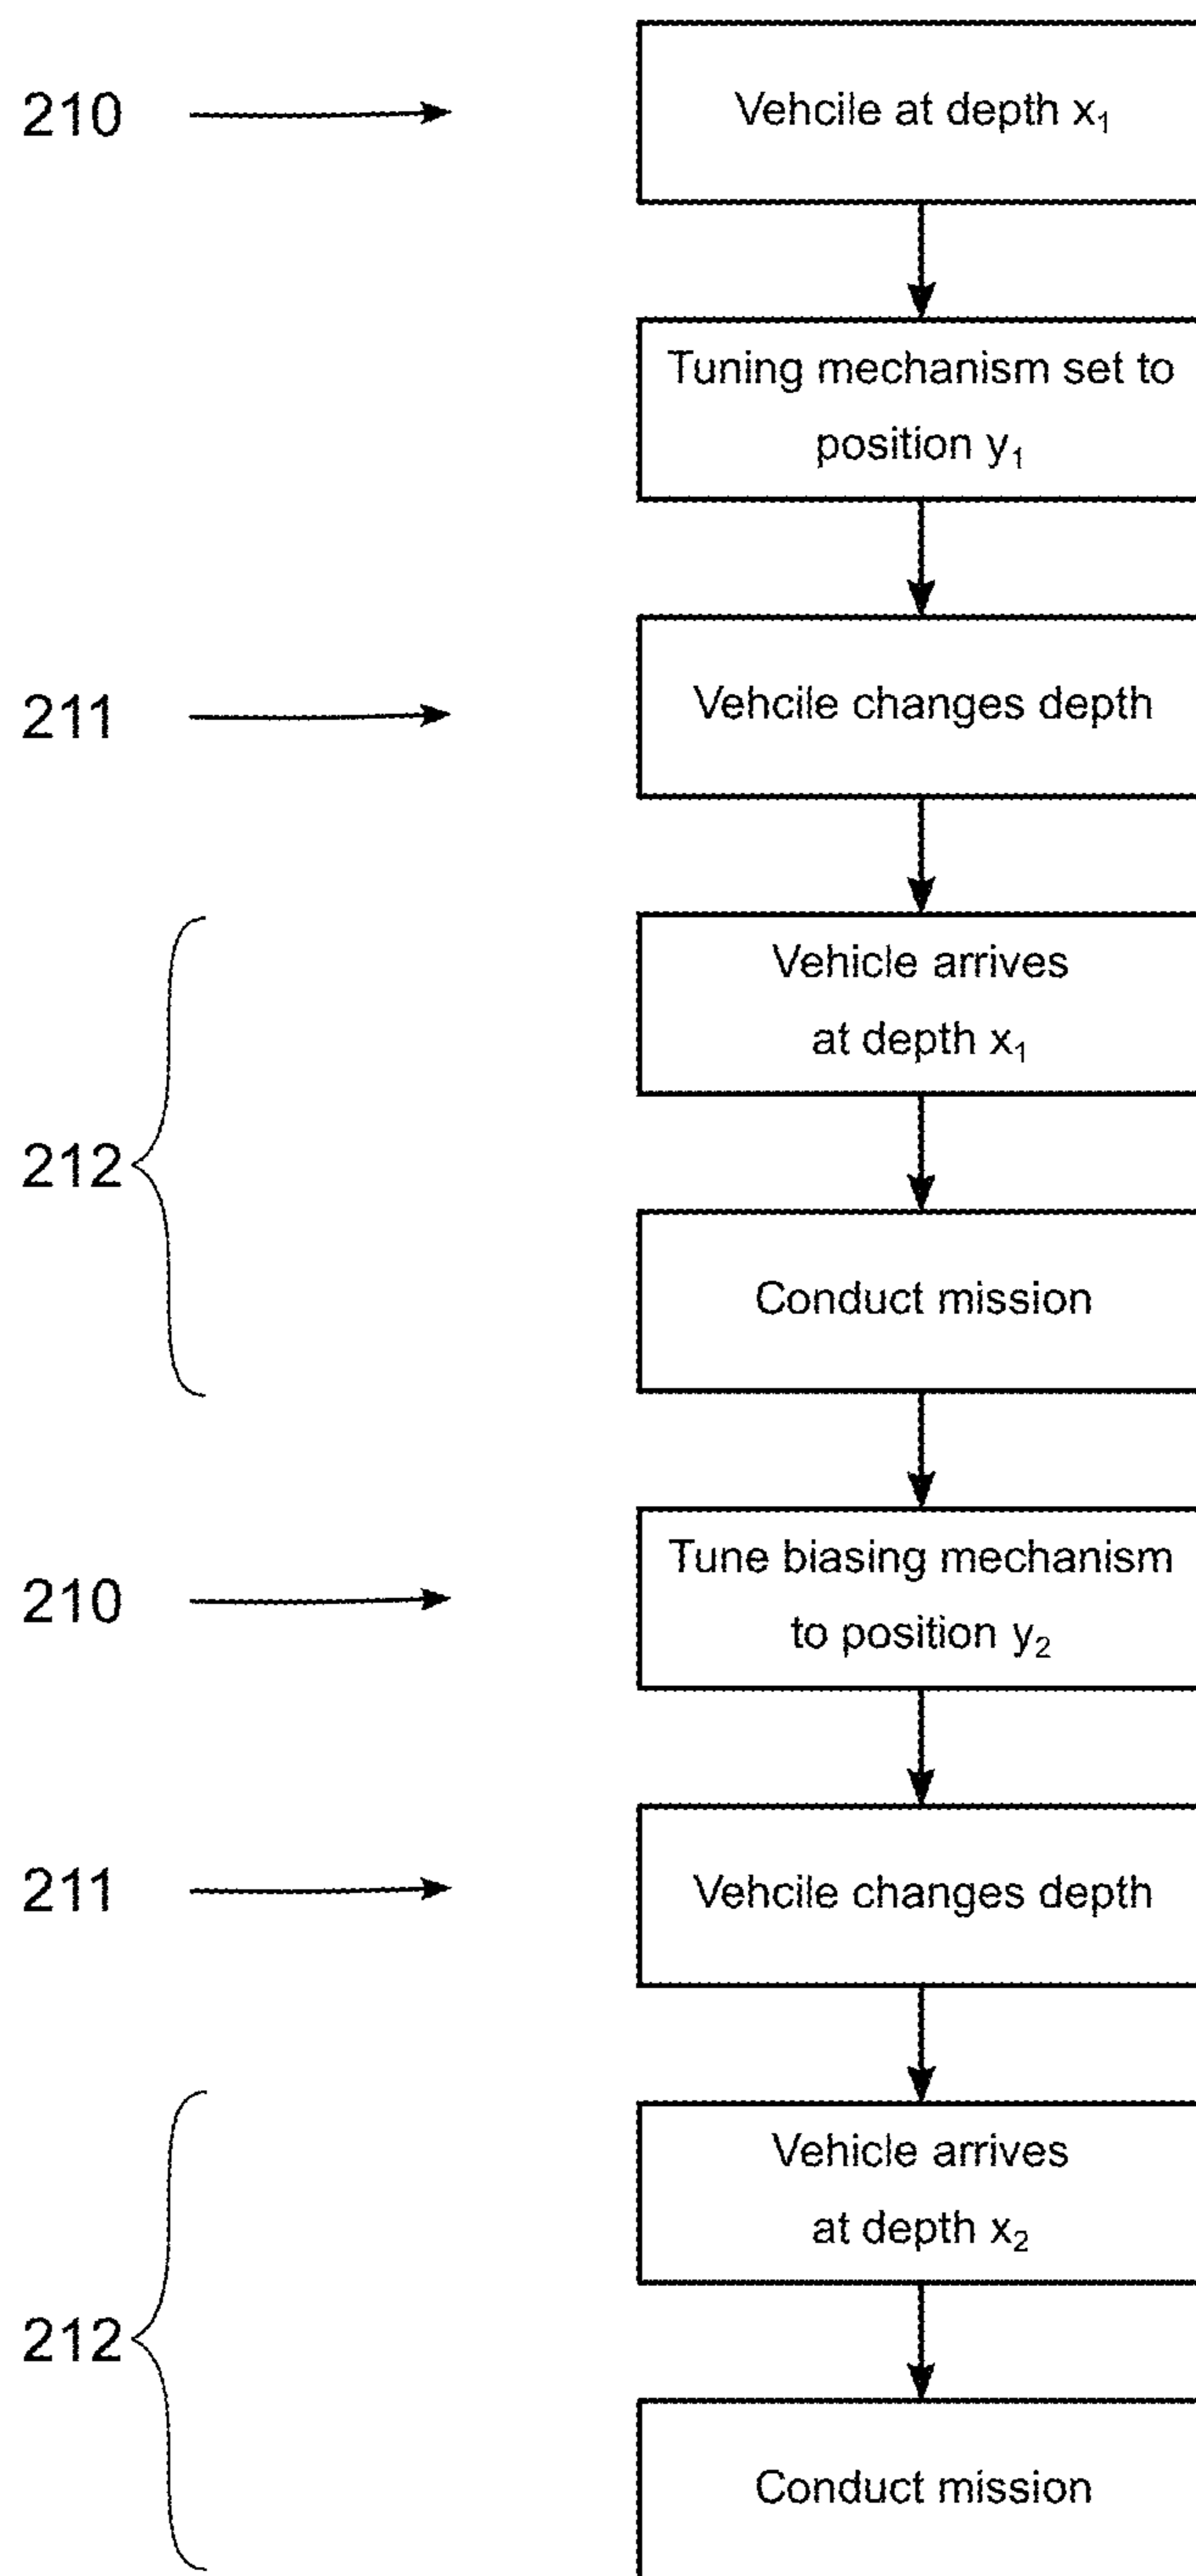 210
Vehcile at depth x₁
Tuning mechanism set to
position y₁
211
Vehcile changes depth
Vehicle arrives
at depth x₁
212
Conduct mission
210
Tune biasing mechanism
to position y₂
211
Vehcile changes depth
Vehicle arrives
at depth x₂
212
Conduct mission